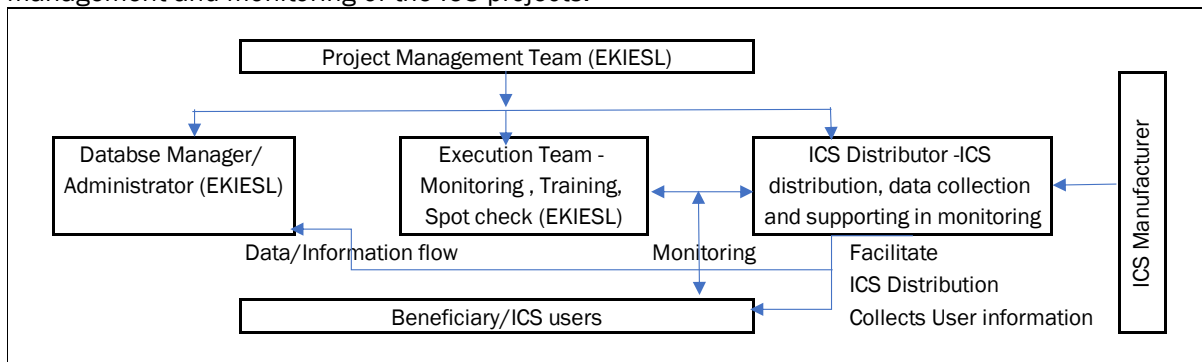 management and monitoring of the ICS projects.
Project Management Team (EKIESL)
Databse Manager/
Administrator (EKIESL)
Execution Team -
Monitoring , Training,
Spot check (EKIESL)
ICS Distributor -ICS
distribution, data collection
and supporting in monitoring
ICS Manufacturer
Data/Information flow
Monitoring
Facilitate
ICS Distribution
Collects User information
Beneficiary/ICS users